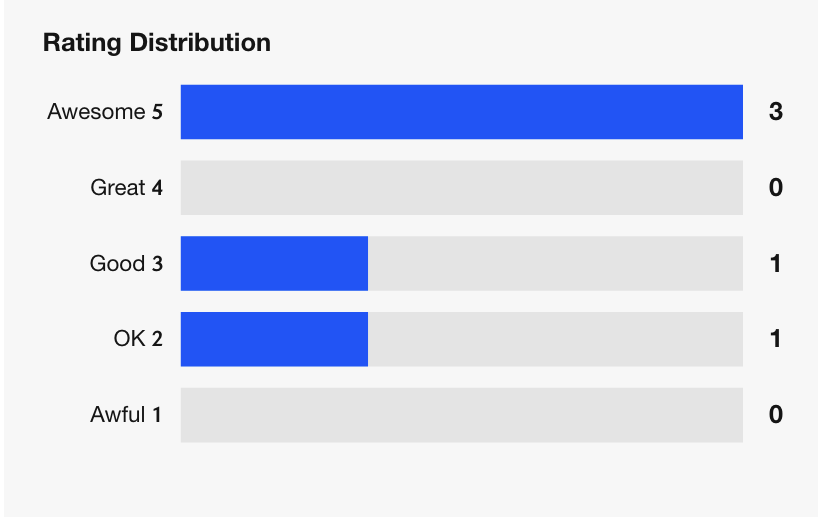 Rating Distribution
Awesome 5 3
Great 4 0
Good 3 1
OK 2 1
Awful 1 0